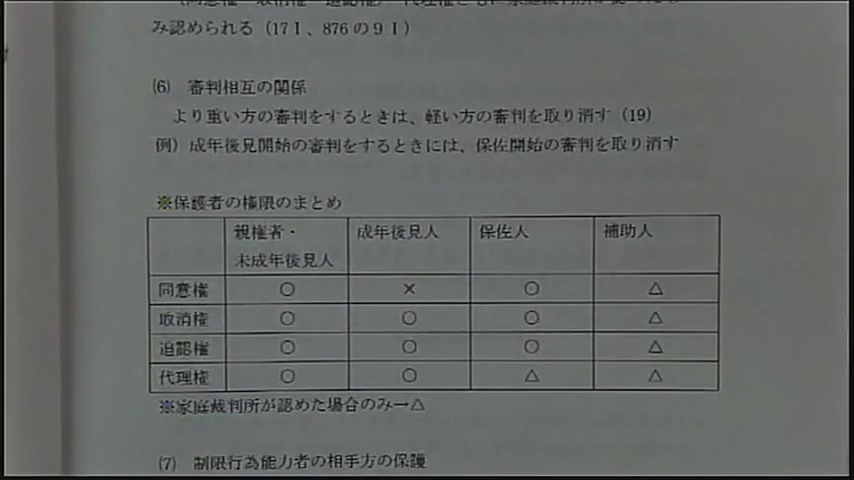 み認められる（17Ⅰ、876の9Ⅰ）
⑹　審判相互の関係
より重い方の審判をするときは、軽い方の審判を取り消す（19）
例）成年後見開始の審判をするときには、保佐開始の審判を取り消す
※保護者の権限のまとめ
親権者・未成年後見人　成年後見人　保佐人　補助人
同意権　○　×　○　△
取消権　○　○　○　△
追認権　○　○　○　△
代理権　○　○　△　△
※家庭裁判所が認めた場合のみ→△
⑺　制限行為能力者の相手方の保護